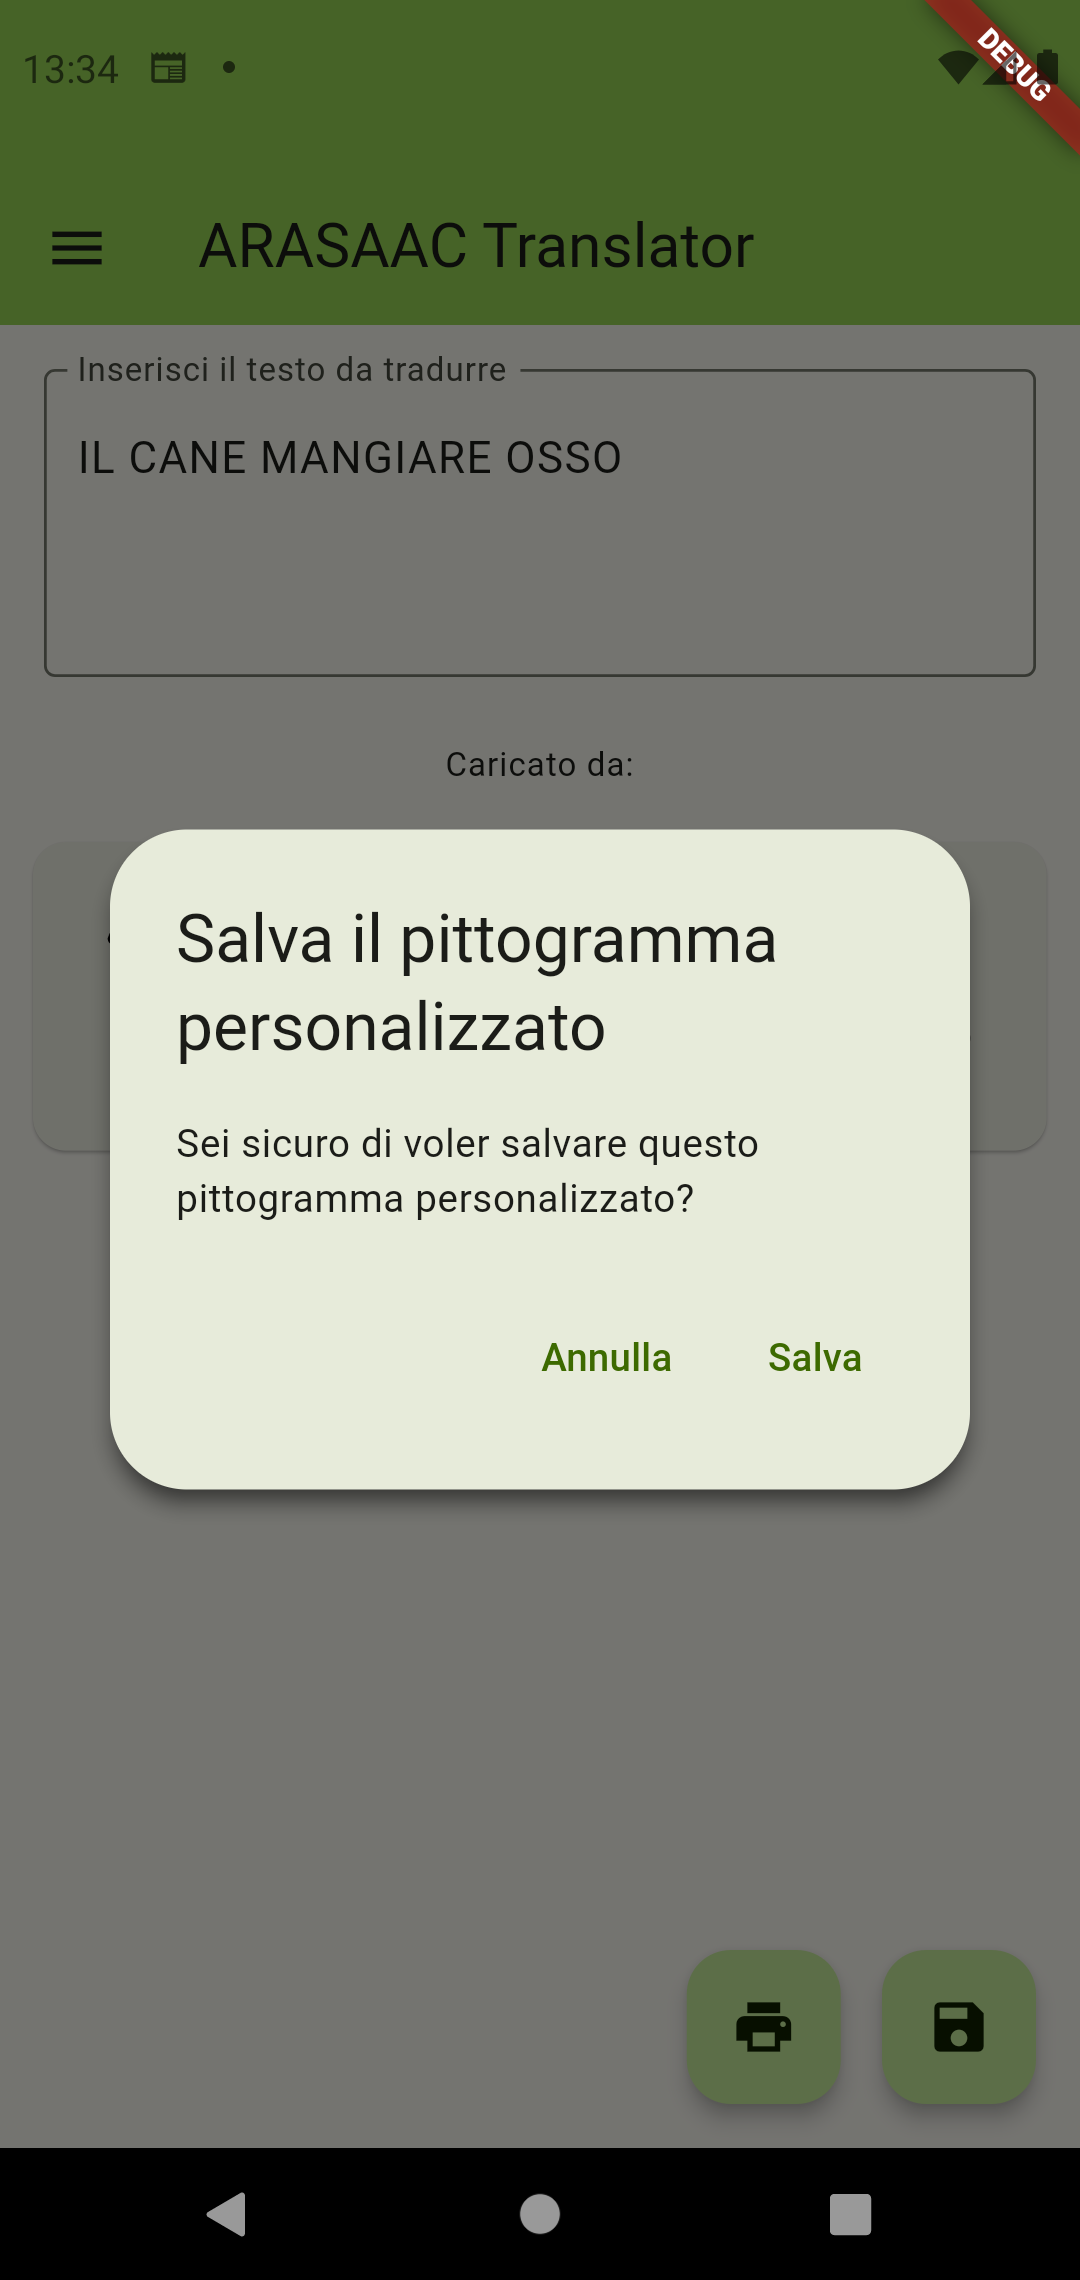 13:34
DEBUG
ARASAAC Translator
Inserisci il testo da tradurre
IL CANE MANGIARE OSSO
Caricato da:
Salva il pittogramma
personalizzato
Sei sicuro di voler salvare questo
pittogramma personalizzato?
Annulla Salva